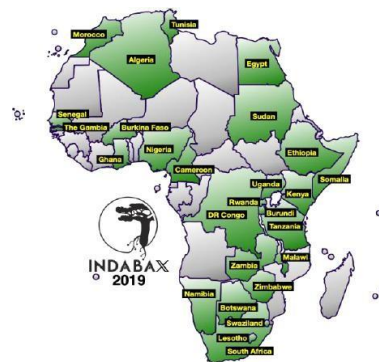 Tunisia
Morocco
Algeria
Egypt
Senegal
The Gambia
Burkina Faso
Sudan
Ghana
Nigeria
Ethiopia
Cameroon
Somalia
Uganda
Kenya
Rwanda
DR Congo
Burundi
Tanzania
INDABAX
2019
Malawi
Zambia
Zimbabwe
Namibia
Botswana
Swaziland
Lesotho
South Africa